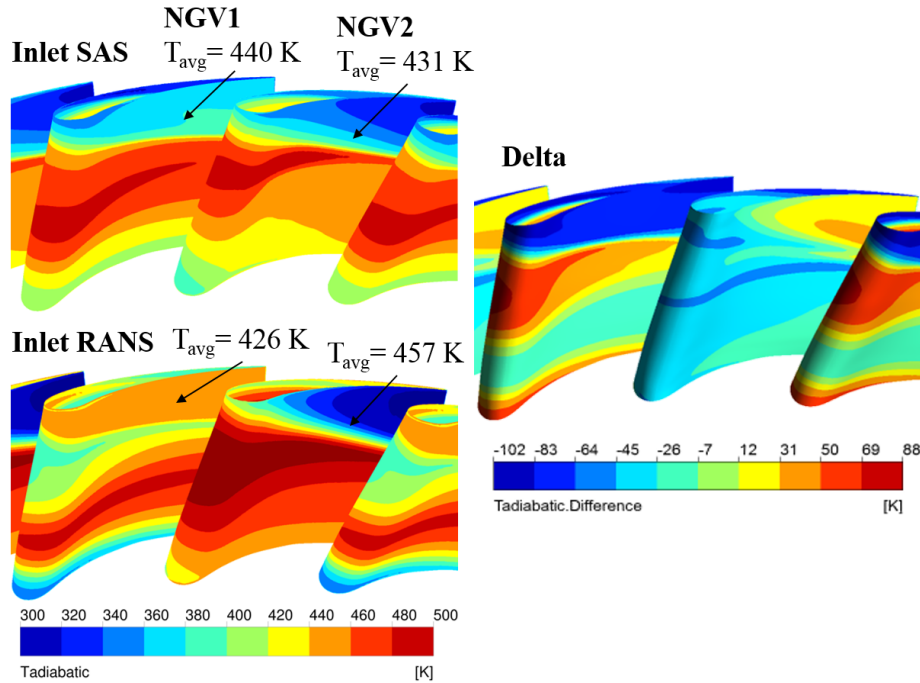 NGV1
NGV2
Inlet SAS
Tavg= 440 K
Tavg= 431 K
Delta
Inlet RANS
Tavg= 426 K
Tavg= 457 K
-102 -83 -64 -45 -26 -7 12 31 50 69 88
Tadiabatic.Difference [K]
300 320 340 360 380 400 420 440 460 480 500
Tadiabatic [K]